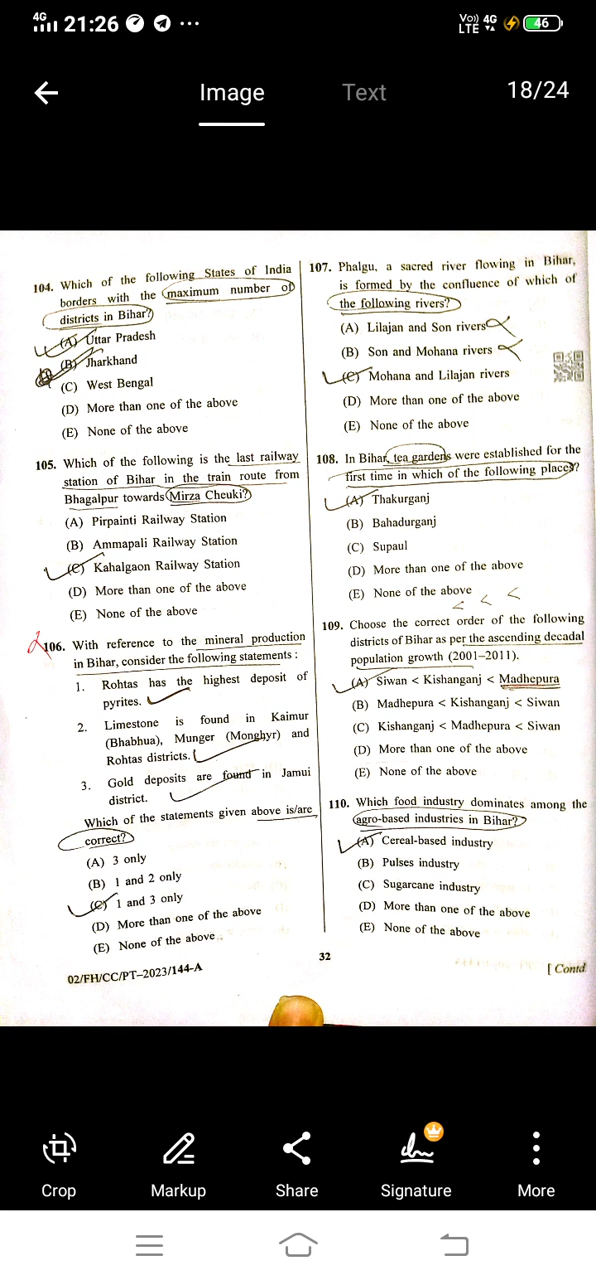 4G 21:26 ...
Vo)) 4G
LTE
46
Image Text 18/24
104. Which of the following States of India
borders with the maximum number of
districts in Bihar?
(A) Uttar Pradesh
(B) Jharkhand
(C) West Bengal
(D) More than one of the above
(E) None of the above
105. Which of the following is the last railway
station of Bihar in the train route from
Bhagalpur towards Mirza Cheuki?
(A) Pirpainti Railway Station
(B) Ammapali Railway Station
(C) Kahalgaon Railway Station
(D) More than one of the above
(E) None of the above
106. With reference to the mineral production
in Bihar, consider the following statements :
1. Rohtas has the highest deposit of
pyrites.
2. Limestone is found in Kaimur
(Bhabhua), Munger (Monghyr) and
Rohtas districts.
3. Gold deposits are found in Jamui
district.
Which of the statements given above is/are
correct?
(A) 3 only
(B) 1 and 2 only
(C) 1 and 3 only
(D) More than one of the above
(E) None of the above
02/FH/CC/PT–2023/144-A
107. Phalgu, a sacred river flowing in Bihar,
is formed by the confluence of which of
the following rivers?
(A) Lilajan and Son rivers
(B) Son and Mohana rivers
(C) Mohana and Lilajan rivers
(D) More than one of the above
(E) None of the above
108. In Bihar, tea gardens were established for the
first time in which of the following places?
(A) Thakurganj
(B) Bahadurganj
(C) Supaul
(D) More than one of the above
(E) None of the above
< < <
109. Choose the correct order of the following
districts of Bihar as per the ascending decadal
population growth (2001–2011).
(A) Siwan < Kishanganj < Madhepura
(B) Madhepura < Kishanganj < Siwan
(C) Kishanganj < Madhepura < Siwan
(D) More than one of the above
(E) None of the above
110. Which food industry dominates among the
agro-based industries in Bihar?
(A) Cereal-based industry
(B) Pulses industry
(C) Sugarcane industry
(D) More than one of the above
(E) None of the above
32
[ Contd
Crop Markup Share Signature More